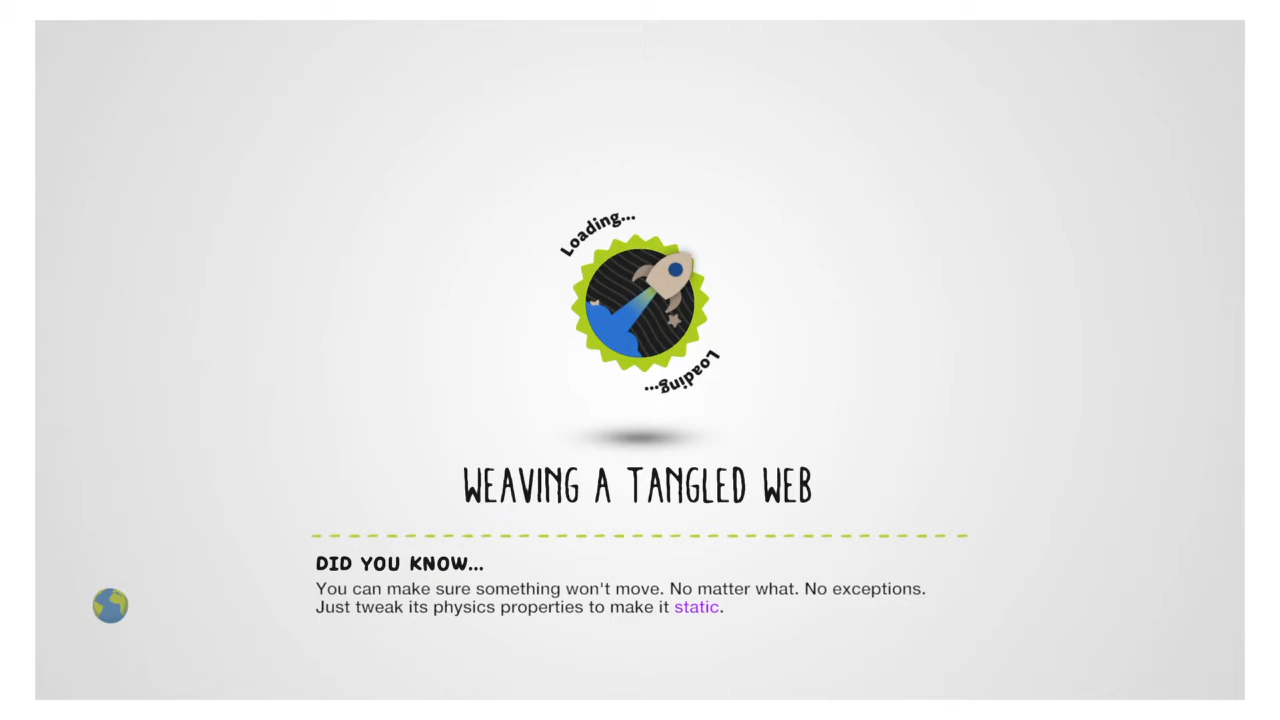 Loading...
Loading...
WEAVING A TANGLED WEB
DID YOU KNOW...
You can make sure something won't move. No matter what. No exceptions.
Just tweak its physics properties to make it static.